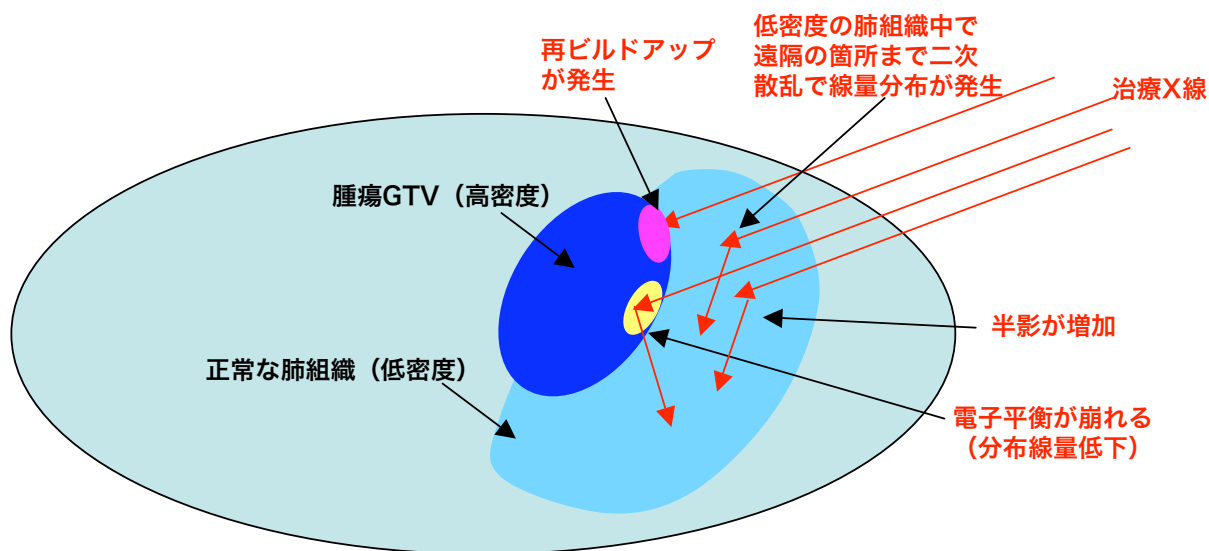 再ビルドアップ
が発生
低密度の肺組織中で
遠隔の箇所まで二次
散乱で線量分布が発生
治療X線
腫瘍GTV（高密度）
正常な肺組織（低密度）
半影が増加
電子平衡が崩れる
（分布線量低下）